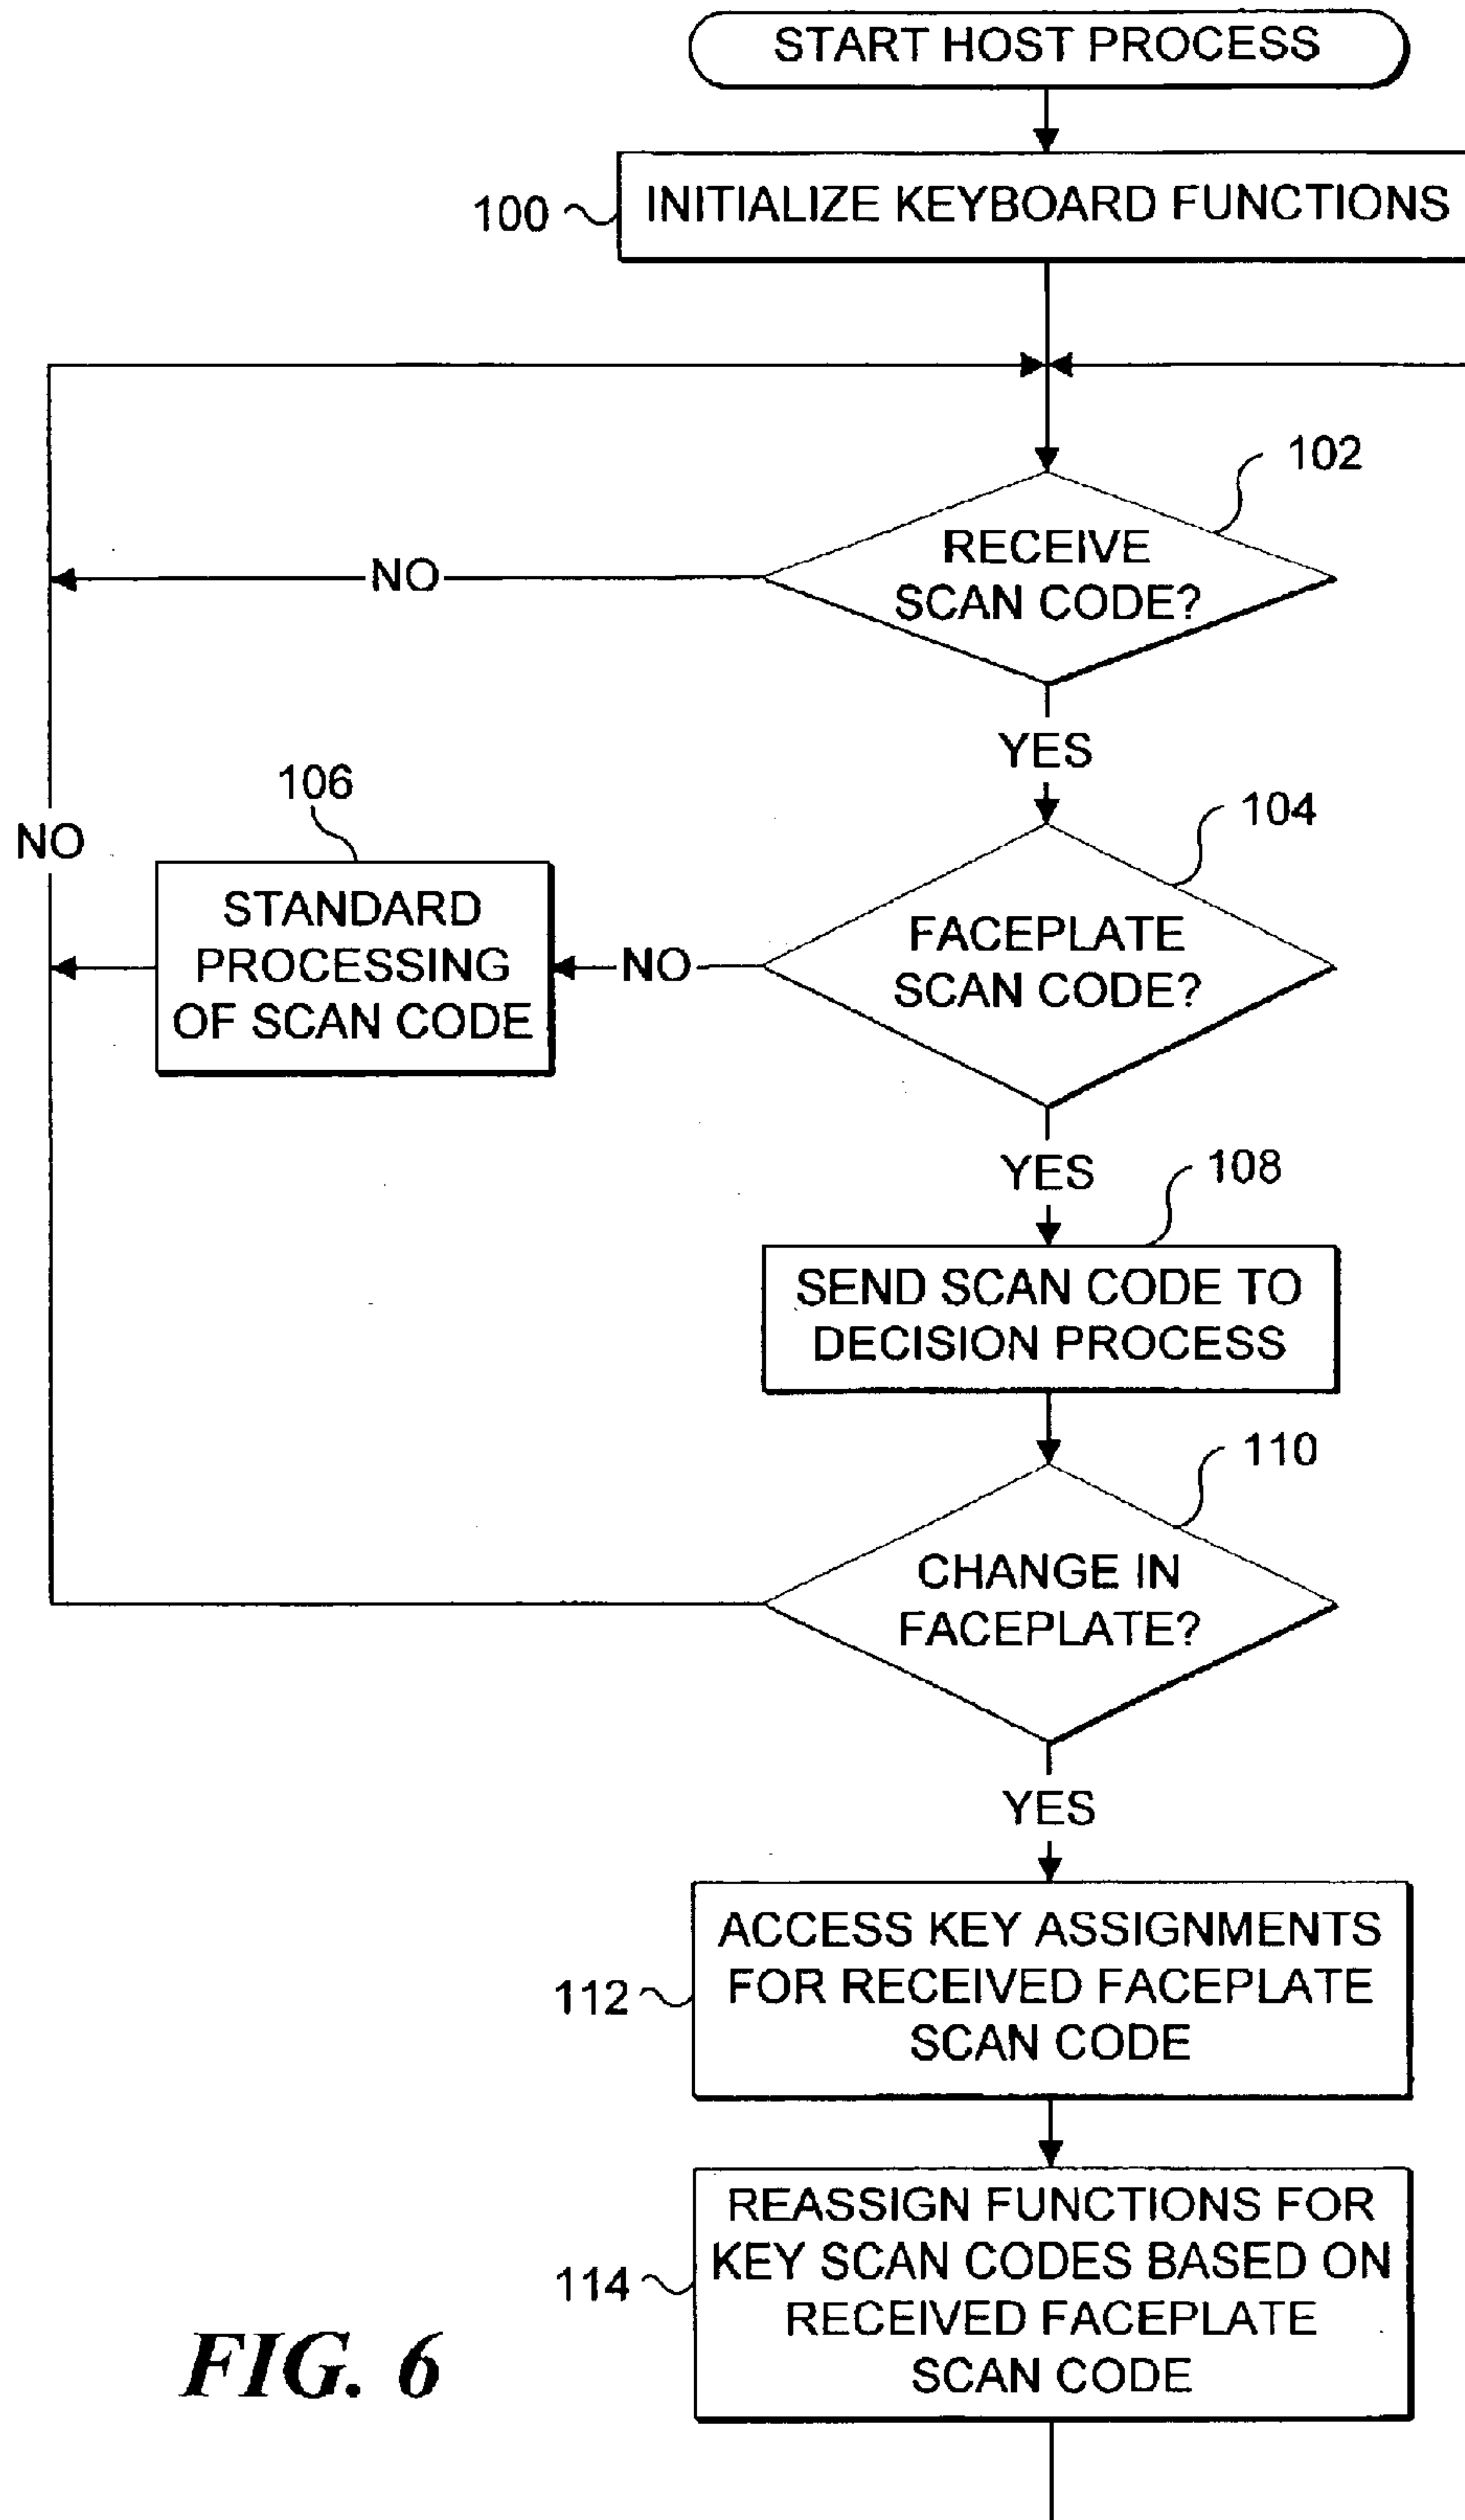 START HOST PROCESS
100
INITIALIZE KEYBOARD FUNCTIONS
102
RECEIVE
SCAN CODE?
NO
YES
104
106
NO
FACEPLATE
SCAN CODE?
NO
STANDARD
PROCESSING
OF SCAN CODE
YES
108
SEND SCAN CODE TO
DECISION PROCESS
110
CHANGE IN
FACEPLATE?
YES
112
ACCESS KEY ASSIGNMENTS
FOR RECEIVED FACEPLATE
SCAN CODE
114
REASSIGN FUNCTIONS FOR
KEY SCAN CODES BASED ON
RECEIVED FACEPLATE
SCAN CODE
FIG. 6